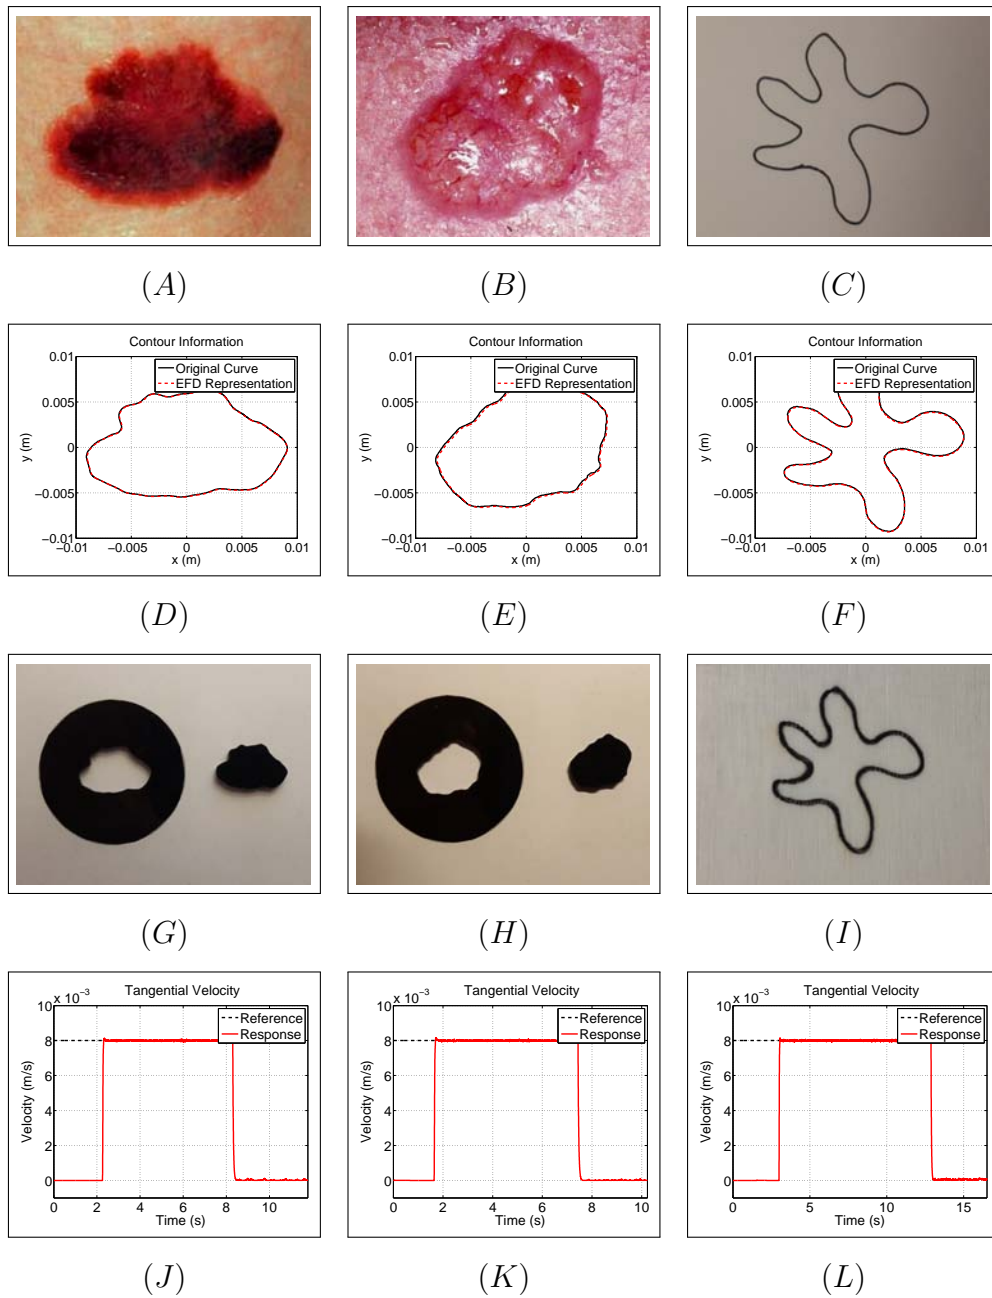 (A)
(B)
(C)
Contour Information
0.01
0.005
0
−0.005
−0.01
y (m)
Original Curve
EFD Representation
−0.01 −0.005 0 0.005 0.01
x (m)
(D)
Contour Information
0.01
0.005
0
−0.005
−0.01
y (m)
Original Curve
EFD Representation
−0.01 −0.005 0 0.005 0.01
x (m)
(E)
Contour Information
0.01
0.005
0
−0.005
−0.01
y (m)
Original Curve
EFD Representation
−0.01 −0.005 0 0.005 0.01
x (m)
(F)
(G)
(H)
(I)
Tangential Velocity
x 10⁻³
10
8
6
4
2
0
Velocity (m/s)
Reference
Response
0 2 4 6 8 10
Time (s)
(J)
Tangential Velocity
x 10⁻³
10
8
6
4
2
0
Velocity (m/s)
Reference
Response
0 2 4 6 8 10
Time (s)
(K)
Tangential Velocity
x 10⁻³
10
8
6
4
2
0
Velocity (m/s)
Reference
Response
0 5 10 15
Time (s)
(L)